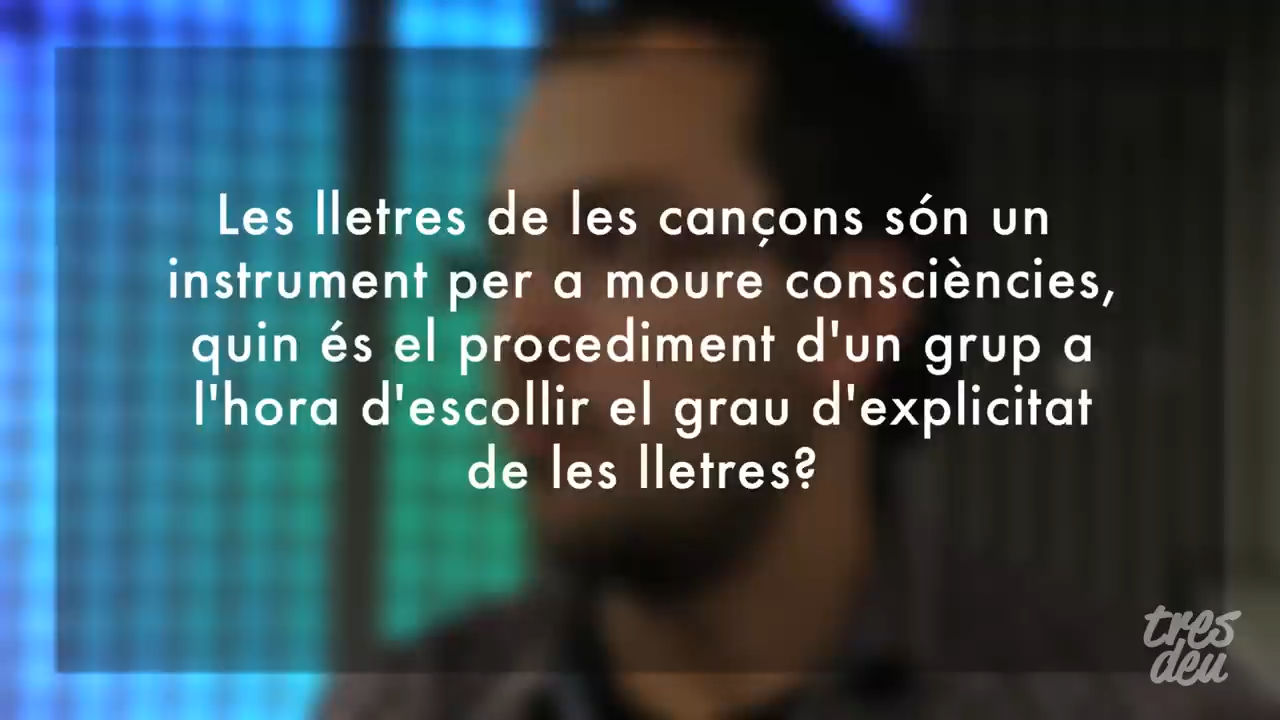 Les lletres de les cançons són un
instrument per a moure consciències,
quin és el procediment d'un grup a
l'hora d'escollir el grau d'explicitat
de les lletres?
tres
deu